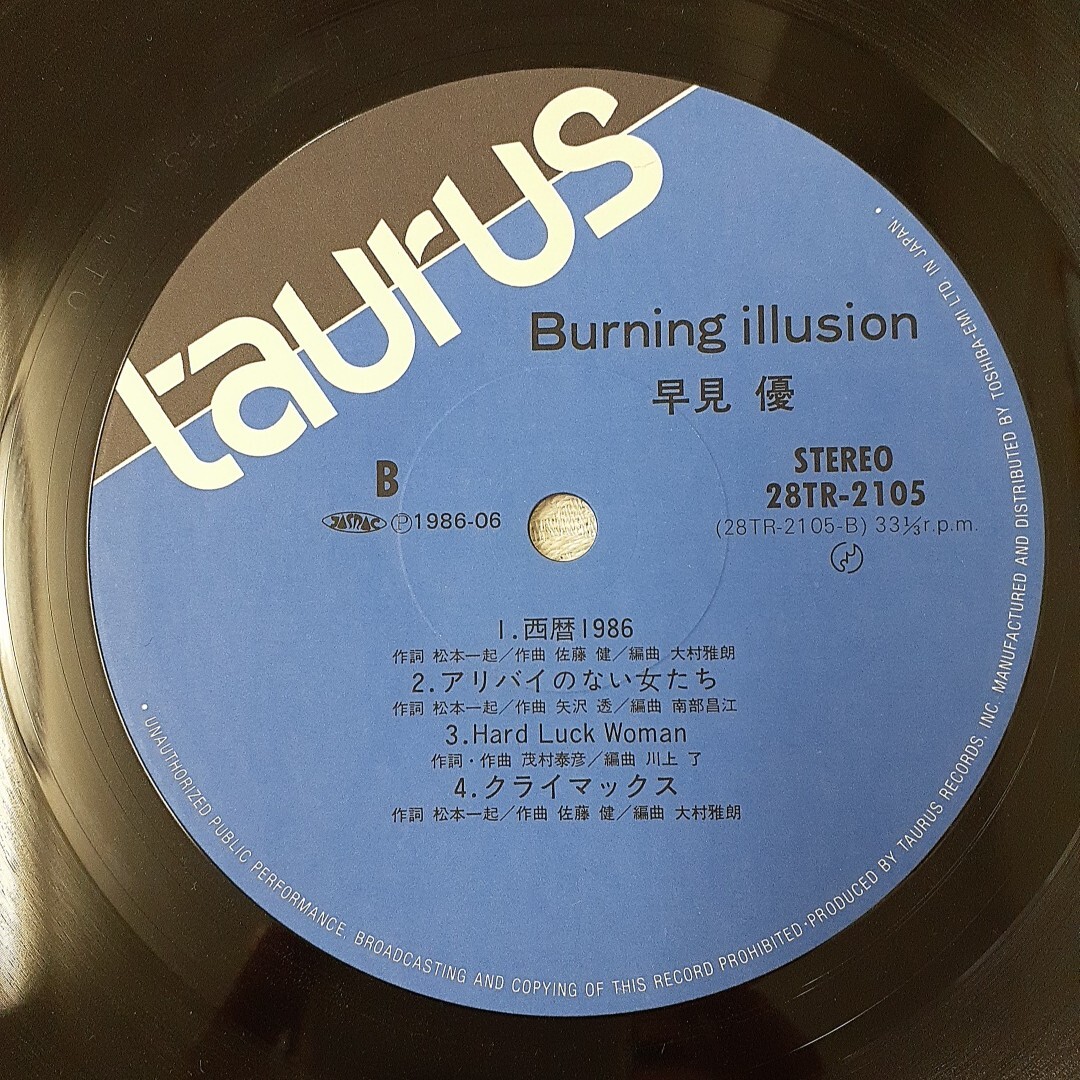 taurus
Burning illusion
早見 優
B
STEREO
28TR-2105
JASRAC Ⓟ1986-06
(28TR-2105-B) 33⅓r.p.m.
1.西暦1986
作詞 松本一起／作曲 佐藤 健／編曲 大村雅朗
2.アリバイのない女たち
作詞 松本一起／作曲 矢沢 透／編曲 南部昌江
3.Hard Luck Woman
作詞・作曲 茂村泰彦／編曲 川上 了
4.クライマックス
作詞 松本一起／作曲 佐藤 健／編曲 大村雅朗
• UNAUTHORIZED PUBLIC PERFORMANCE, BROADCASTING AND COPYING OF THIS RECORD PROHIBITED•PRODUCED BY TAURUS RECORDS, INC. MANUFACTURED AND DISTRIBUTED BY TOSHIBA-EMI LTD. IN JAPAN. •